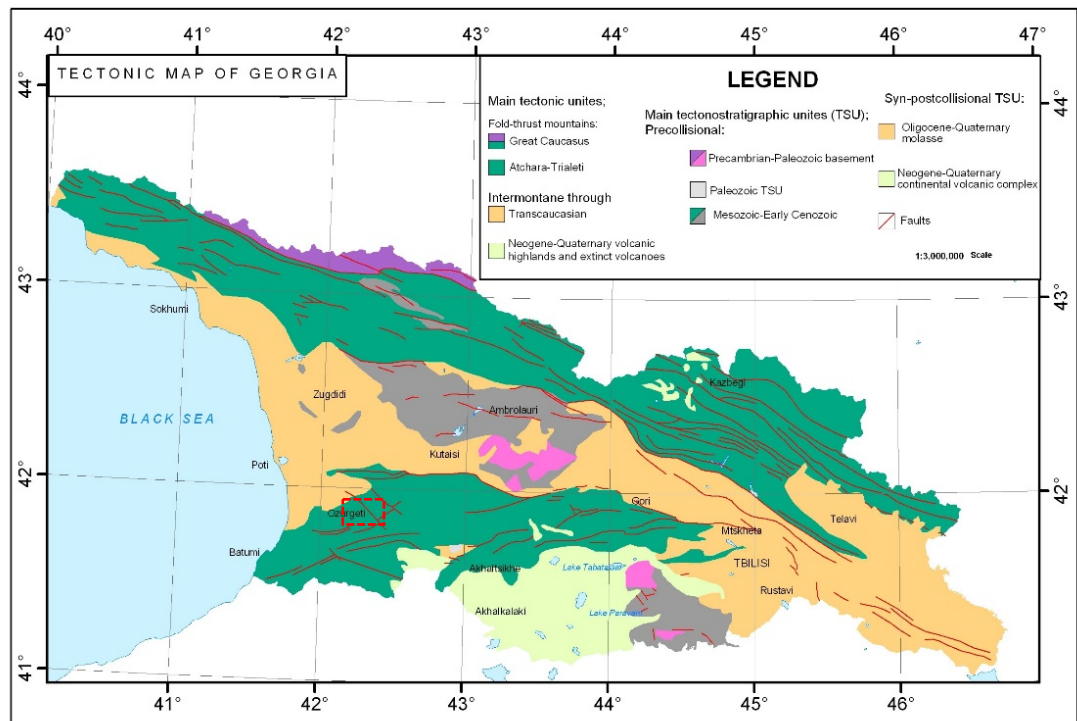 40° 41° 42° 43° 44° 45° 46° 47°
TECTONIC MAP OF GEORGIA
44°
44°
LEGEND
Main tectonic unites;
Fold-thrust mountains:
Great Caucasus
Atchara-Trialeti
Intermontane through
Transcaucasian
Neogene-Quaternary volcanic
highlands and extinct volcanoes
Main tectonostratigraphic unites (TSU);
Precollisional:
Precambrian-Paleozoic basement
Paleozoic TSU
Mesozoic-Early Cenozoic
Syn-postcollisional TSU:
Oligocene-Quaternary
molasse
Neogene-Quaternary
continental volcanic complex
Faults
1:3,000,000 Scale
43°
43°
Sokhumi
Kazbegi
Zugdidi
Ambrolauri
BLACK SEA
Kutaisi
Poti
42°
42°
Gori
Ozurgeti
Telavi
Mtskheta
Batumi
TBILISI
Akhaltsikhe
Lake Tabatskuri
Rustavi
Akhalkalaki
Lake Paravani
41°
41°
41° 42° 43° 44° 45° 46°